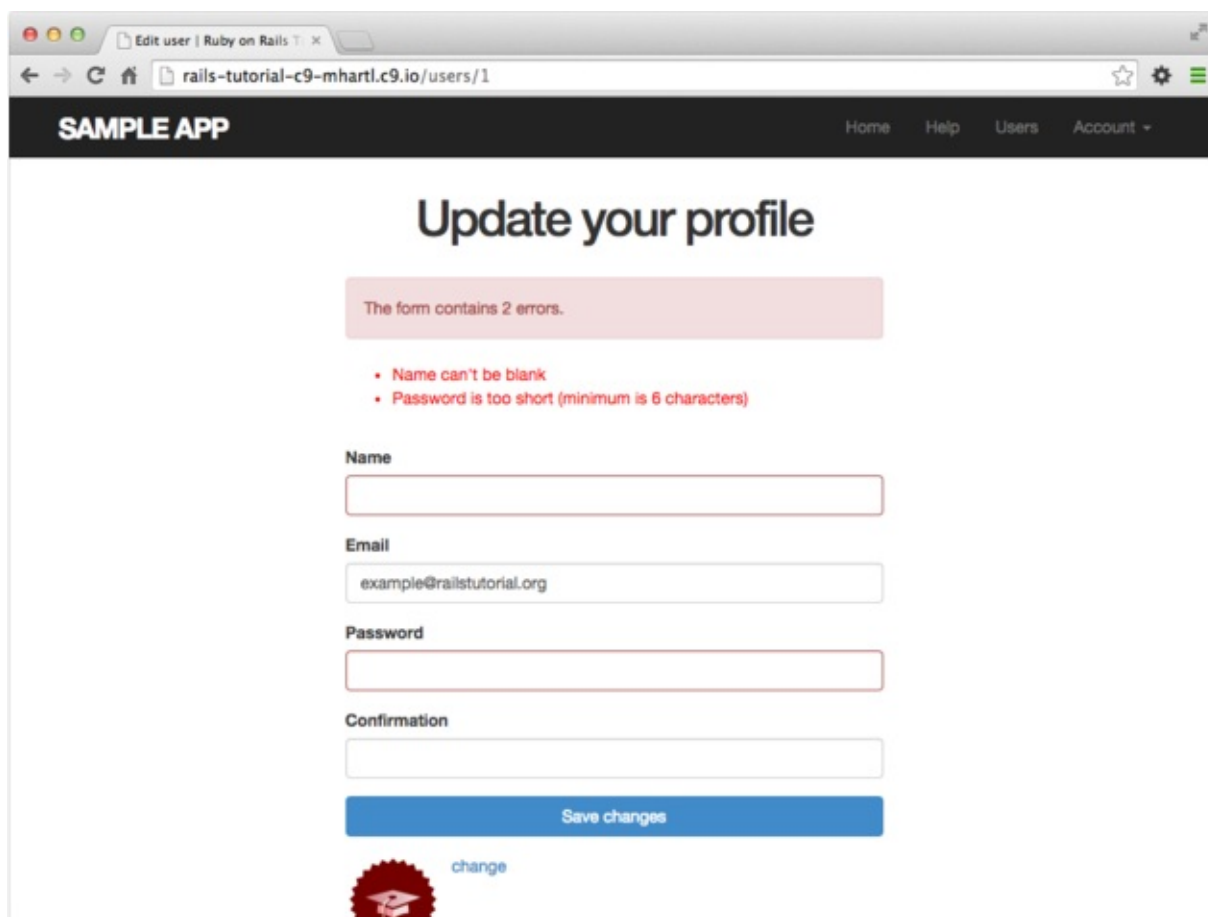 Edit user | Ruby on Rails T
rails-tutorial-c9-mhartl.c9.io/users/1
SAMPLE APP
Home Help Users Account
Update your profile
The form contains 2 errors.
• Name can't be blank
• Password is too short (minimum is 6 characters)
Name
Email
example@railstutorial.org
Password
Confirmation
Save changes
change